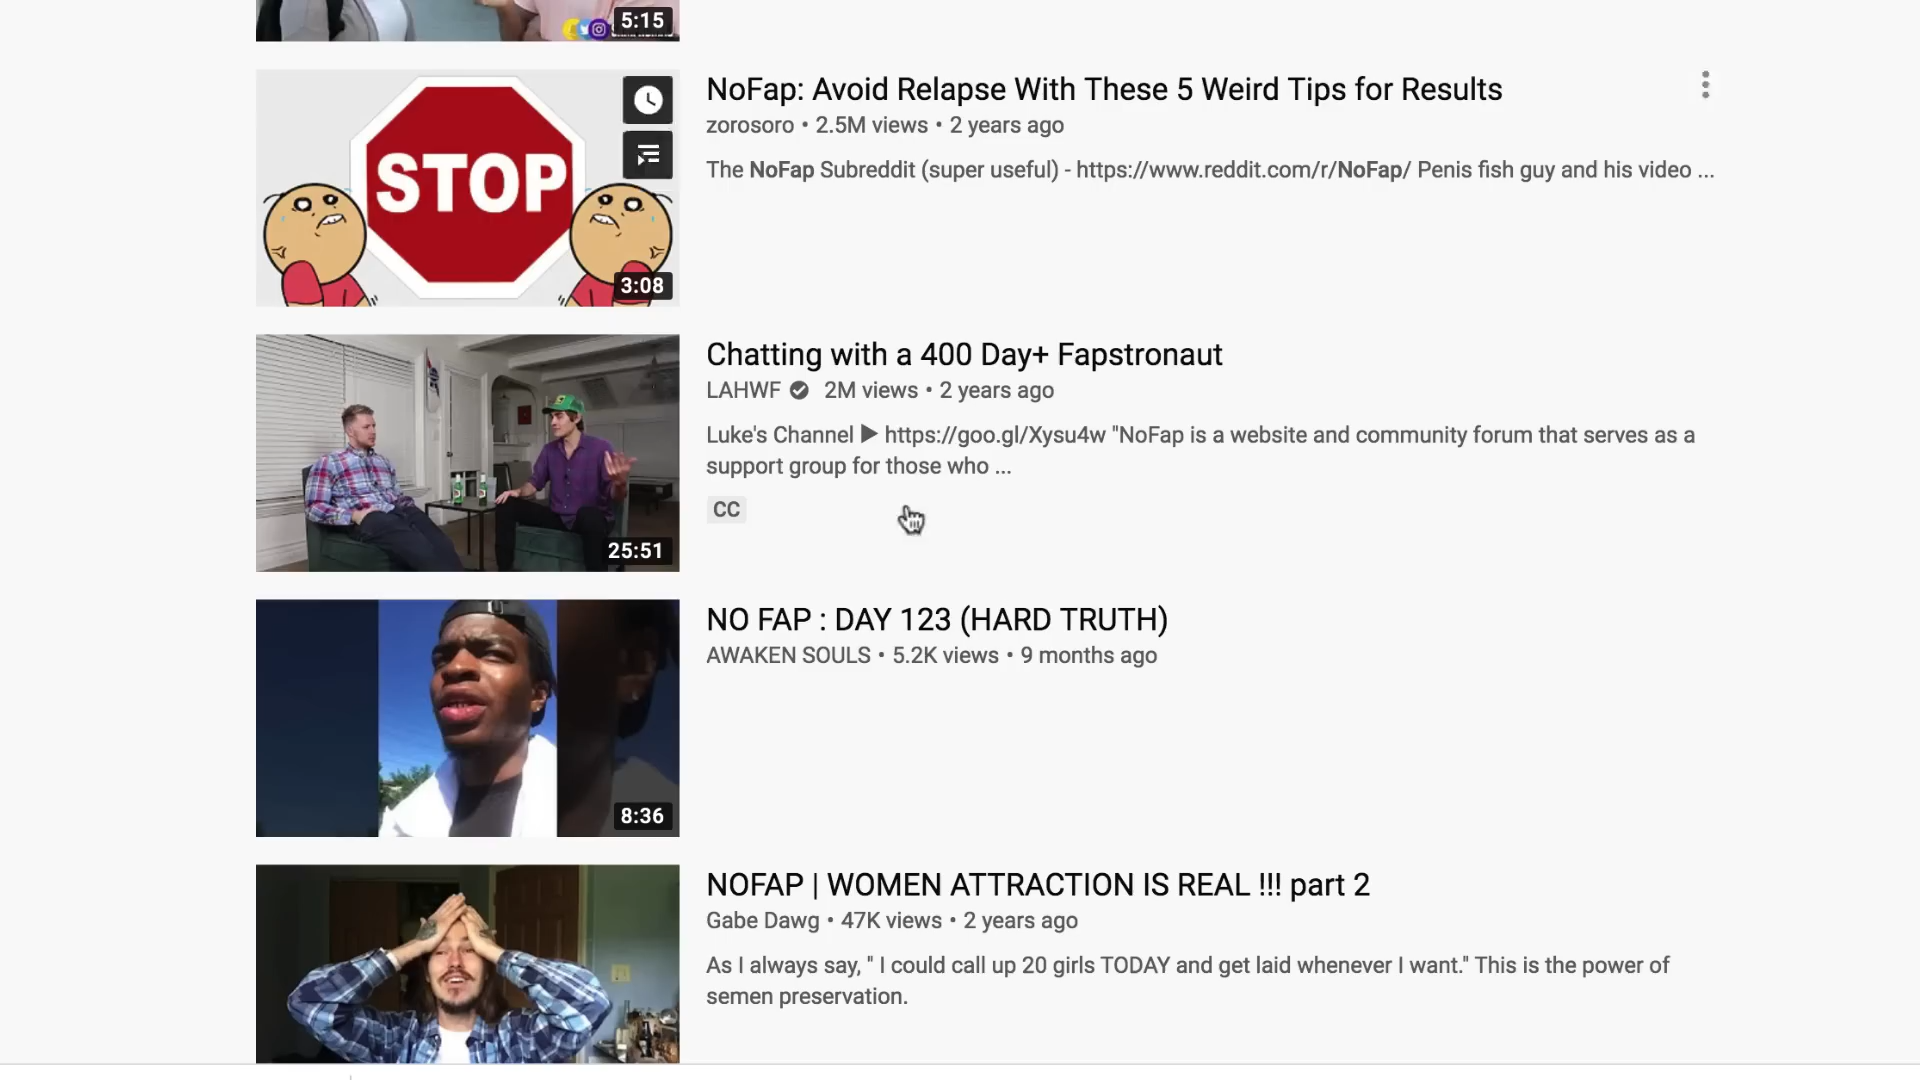 5:15
STOP
3:08
NoFap: Avoid Relapse With These 5 Weird Tips for Results
zorosoro • 2.5M views • 2 years ago
The NoFap Subreddit (super useful) - https://www.reddit.com/r/NoFap/ Penis fish guy and his video ...
25:51
Chatting with a 400 Day+ Fapstronaut
LAHWF 2M views • 2 years ago
Luke's Channel ▶ https://goo.gl/Xysu4w "NoFap is a website and community forum that serves as a
support group for those who ...
CC
8:36
NO FAP : DAY 123 (HARD TRUTH)
AWAKEN SOULS • 5.2K views • 9 months ago
NOFAP | WOMEN ATTRACTION IS REAL !!! part 2
Gabe Dawg • 47K views • 2 years ago
As I always say, " I could call up 20 girls TODAY and get laid whenever I want." This is the power of
semen preservation.